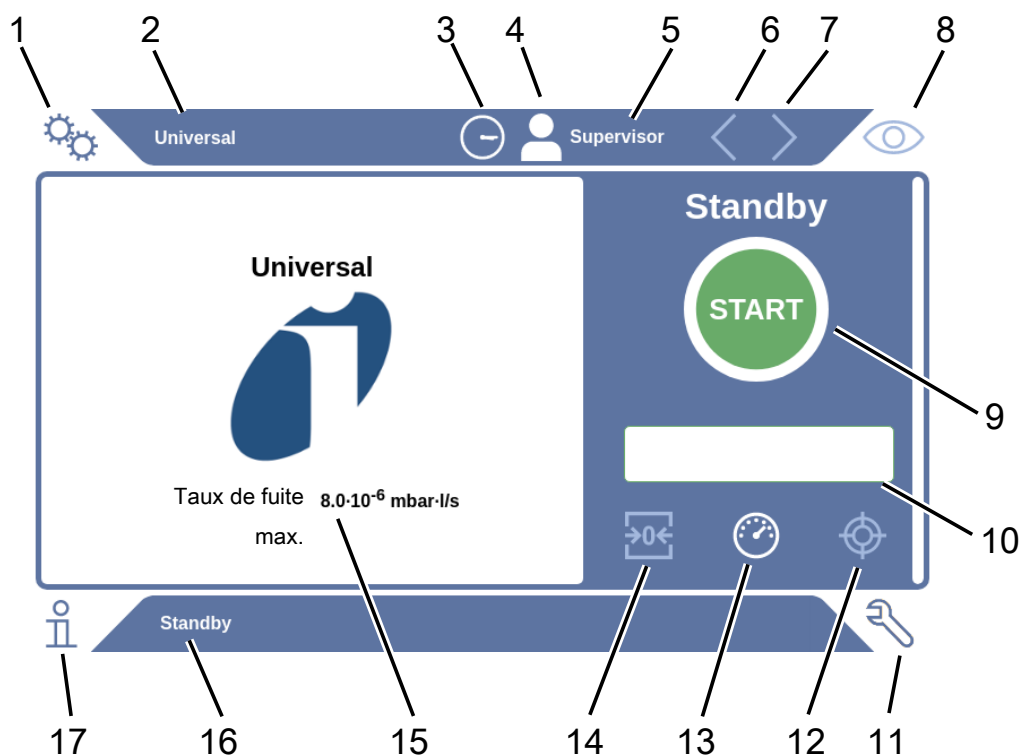 1 2 3 4 5 6 7 8
Universal Supervisor
Standby
Universal
START
9
Taux de fuite 8.0·10⁻⁶ mbar·l/s
max.
→0←
10
Standby
17 16 15 14 13 12 11